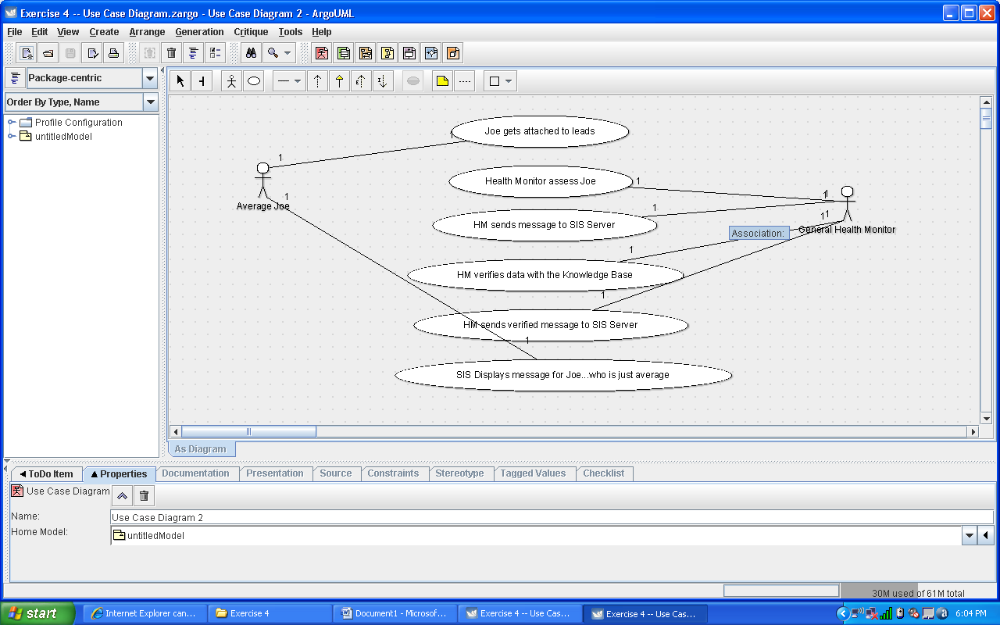 Exercise 4 -- Use Case Diagram.zargo - Use Case Diagram 2 - ArgoUML
File Edit View Create Arrange Generation Critique Tools Help
Package-centric
Order By Type, Name
Profile Configuration
untitledModel
Joe gets attached to leads
1
1
Health Monitor assess Joe
1
1
Average Joe
1
HM sends message to SIS Server
1
1
General Health Monitor
1
1
Association:
1
HM verifies data with the Knowledge Base
1
HM sends verified message to SIS Server
1
SIS Displays message for Joe...who is just average
As Diagram
ToDo Item Properties Documentation Presentation Source Constraints Stereotype Tagged Values Checklist
Use Case Diagram
Name: Use Case Diagram 2
Home Model: untitledModel
30M used of 61M total
start Internet Explorer can... Exercise 4 Document1 - Microsof... Exercise 4 -- Use Cas... Exercise 4 -- Use Cas... 6:04 PM